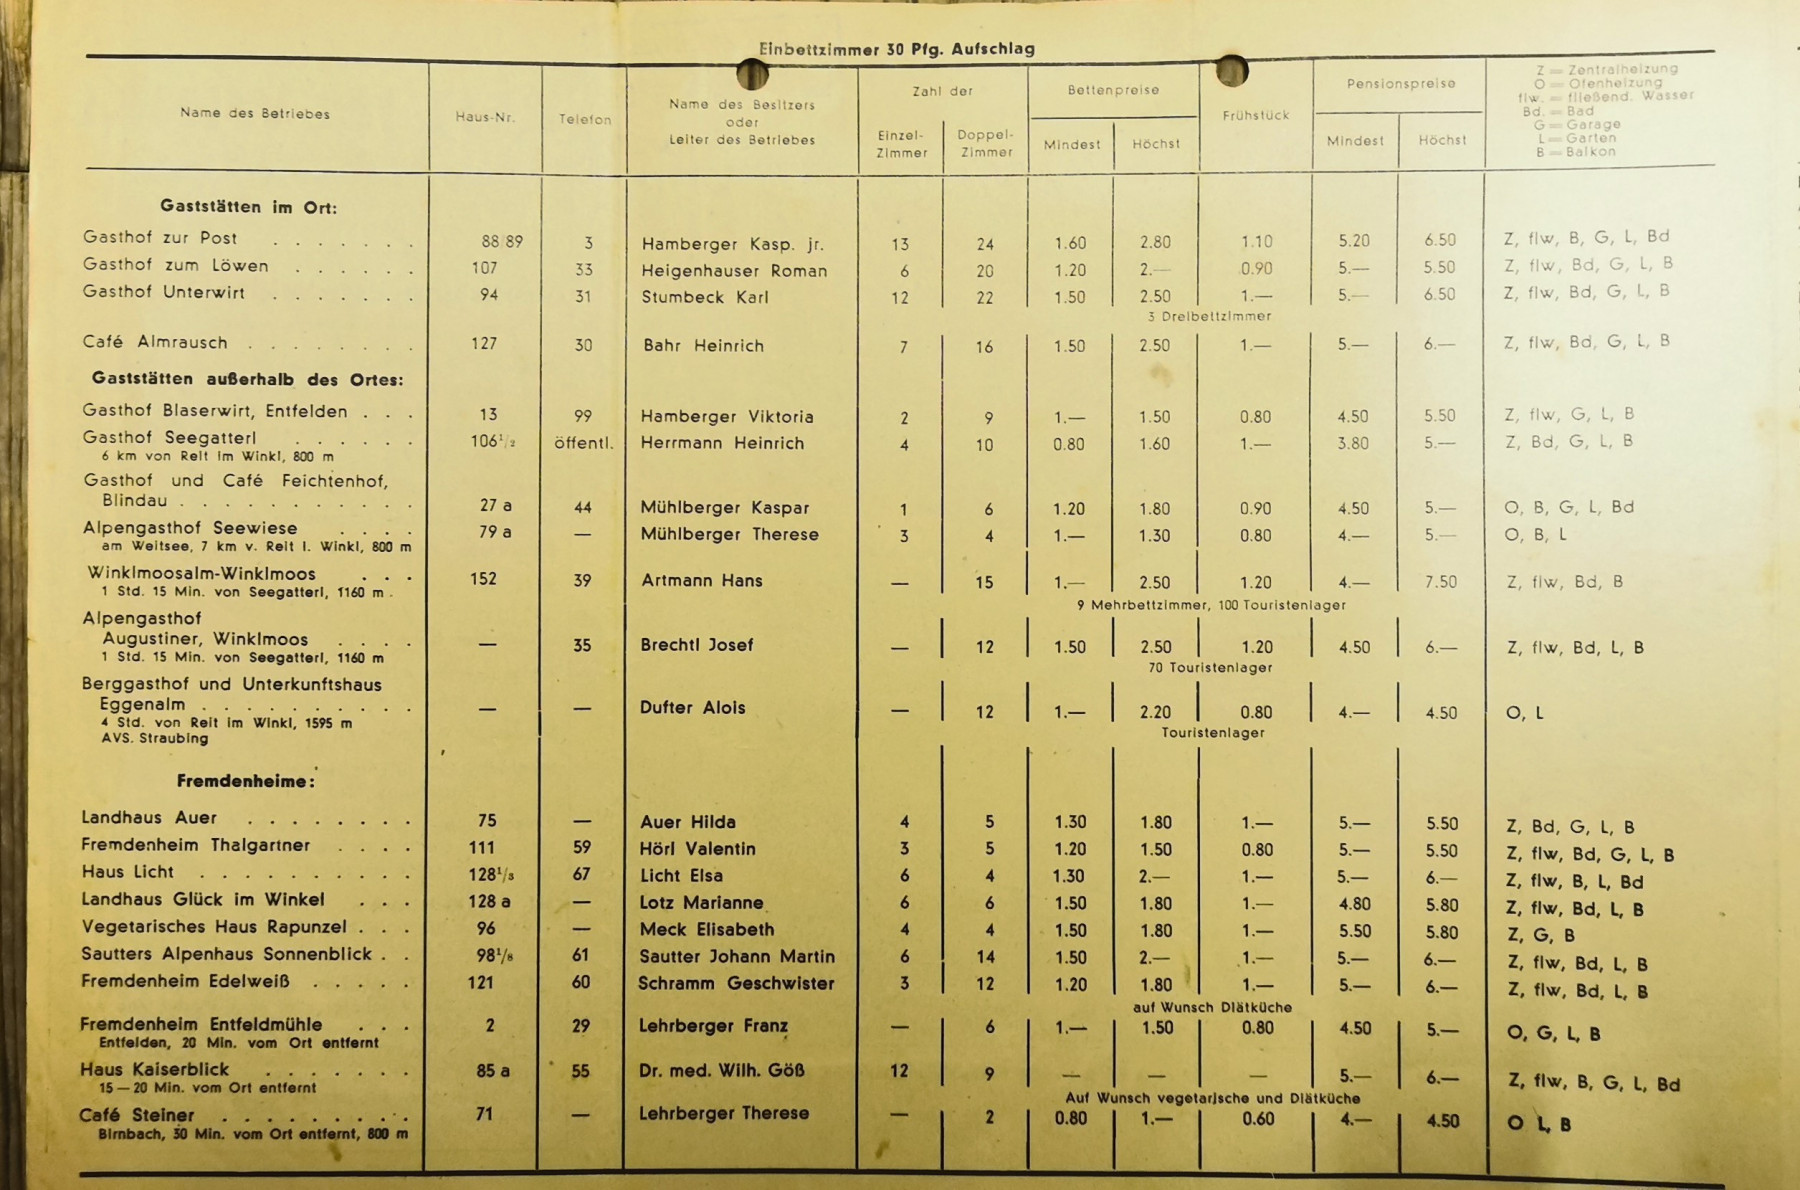 Einbettzimmer 30 Pfg. Aufschlag
Name des Betriebes | Haus-Nr. | Telefon | Name des Besitzers oder Leiter des Betriebes | Zahl der Einzel-Zimmer | Doppel-Zimmer | Bettenpreise Mindest | Höchst | Frühstück | Pensionspreise Mindest | Höchst
Z = Zentralheizung
O = Ofenheizung
flw. = fließend. Wasser
Bd. = Bad
G = Garage
L = Garten
B = Balkon
Gaststätten im Ort:
Gasthof zur Post . . . . . . . 88/89 3 Hamberger Kasp. jr. 13 24 1.60 2.80 1.10 5.20 6.50 Z, flw, B, G, L, Bd
Gasthof zum Löwen . . . . . . 107 33 Heigenhauser Roman 6 20 1.20 2.— 0.90 5.— 5.50 Z, flw, Bd, G, L, B
Gasthof Unterwirt . . . . . . . 94 31 Stumbeck Karl 12 22 1.50 2.50 1.— 5.— 6.50 Z, flw, Bd, G, L, B
3 Dreibettzimmer
Café Almrausch . . . . . . . . 127 30 Bahr Heinrich 7 16 1.50 2.50 1.— 5.— 6.— Z, flw, Bd, G, L, B
Gaststätten außerhalb des Ortes:
Gasthof Blaserwirt, Entfelden . . . 13 99 Hamberger Viktoria 2 9 1.— 1.50 0.80 4.50 5.50 Z, flw, G, L, B
Gasthof Seegatterl . . . . . . 106 1/2 öffentl. Herrmann Heinrich 4 10 0.80 1.60 1.— 3.80 5.— Z, Bd, G, L, B
6 km von Reit im Winkl, 800 m
Gasthof und Café Feichtenhof,
Blindau . . . . . . . . . . . 27 a 44 Mühlberger Kaspar 1 6 1.20 1.80 0.90 4.50 5.— O, B, G, L, Bd
Alpengasthof Seewiese . . . . 79 a — Mühlberger Therese 3 4 1.— 1.30 0.80 4.— 5.— O, B, L
am Weitsee, 7 km v. Reit i. Winkl, 800 m
Winklmoosalm-Winklmoos . . . 152 39 Artmann Hans — 15 1.— 2.50 1.20 4.— 7.50 Z, flw, Bd, B
1 Std. 15 Min. von Seegatterl, 1160 m .
9 Mehrbettzimmer, 100 Touristenlager
Alpengasthof
Augustiner, Winklmoos . . . . — 35 Brechtl Josef — 12 1.50 2.50 1.20 4.50 6.— Z, flw, Bd, L, B
1 Std. 15 Min. von Seegatterl, 1160 m
70 Touristenlager
Berggasthof und Unterkunftshaus
Eggenalm . . . . . . . . . . — — Dufter Alois — 12 1.— 2.20 0.80 4.— 4.50 O, L
4 Std. von Reit im Winkl, 1595 m
Touristenlager
AVS. Straubing
Fremdenheime:
Landhaus Auer . . . . . . . . 75 — Auer Hilda 4 5 1.30 1.80 1.— 5.— 5.50 Z, Bd, G, L, B
Fremdenheim Thalgartner . . . . 111 59 Hörl Valentin 3 5 1.20 1.50 0.80 5.— 5.50 Z, flw, Bd, G, L, B
Haus Licht . . . . . . . . . . 128 1/3 67 Licht Elsa 6 4 1.30 2.— 1.— 5.— 6.— Z, flw, B, L, Bd
Landhaus Glück im Winkel . . . 128 a — Lotz Marianne 6 6 1.50 1.80 1.— 4.80 5.80 Z, flw, Bd, L, B
Vegetarisches Haus Rapunzel . . . 96 — Meck Elisabeth 4 4 1.50 1.80 1.— 5.50 5.80 Z, G, B
Sautters Alpenhaus Sonnenblick . . 98 1/8 61 Sautter Johann Martin 6 14 1.50 2.— 1.— 5.— 6.— Z, flw, Bd, L, B
Fremdenheim Edelweiß . . . . . 121 60 Schramm Geschwister 3 12 1.20 1.80 1.— 5.— 6.— Z, flw, Bd, L, B
auf Wunsch Diätküche
Fremdenheim Entfeldmühle . . . 2 29 Lehrberger Franz — 6 1.— 1.50 0.80 4.50 5.— O, G, L, B
Entfelden, 20 Min. vom Ort entfernt
Haus Kaiserblick . . . . . . . 85 a 55 Dr. med. Wilh. Göß 12 9 — — — 5.— 6.— Z, flw, B, G, L, Bd
15 — 20 Min. vom Ort entfernt
Auf Wunsch vegetarische und Diätküche
Café Steiner . . . . . . . . . 71 — Lehrberger Therese — 2 0.80 1.— 0.60 4.— 4.50 O L, B
Birnbach, 30 Min. vom Ort entfernt, 800 m